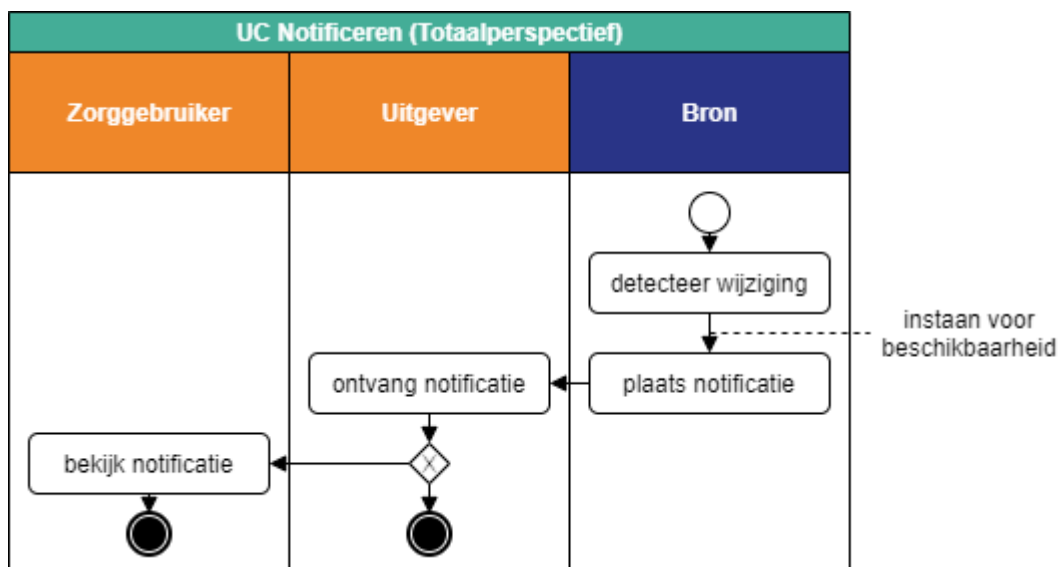 UC Notificeren (Totaalperspectief)
Zorggebruiker
Uitgever
Bron
detecteer wijziging
instaan voor
beschikbaarheid
ontvang notificatie
plaats notificatie
bekijk notificatie
X